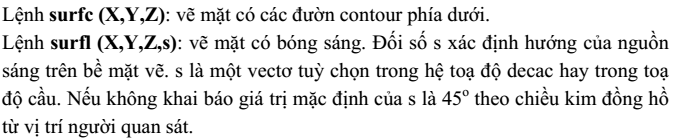 Lệnh surfc (X,Y,Z): vẽ mặt có các đườn contour phía dưới.
Lệnh surfl (X,Y,Z,s): vẽ mặt có bóng sáng. Đối số s xác định hướng của nguồn
sáng trên bề mặt vẽ. s là một vectơ tuỳ chọn trong hệ toạ độ decac hay trong toạ
độ cầu. Nếu không khai báo giá trị mặc định của s là 45° theo chiều kim đồng hồ
từ vị trí người quan sát.